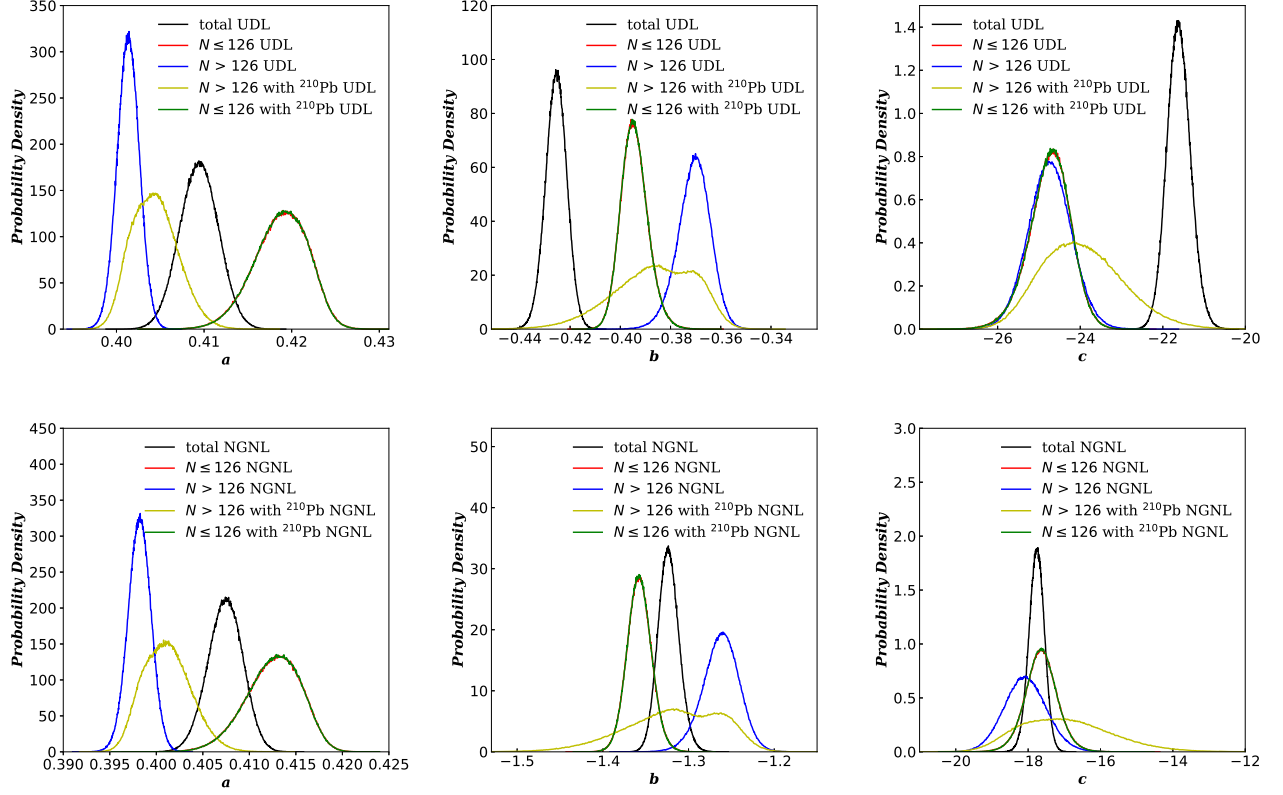 350
300
250
200
150
100
50
0
Probability Density
total UDL
N ≤ 126 UDL
N > 126 UDL
N > 126 with ²¹⁰Pb UDL
N ≤ 126 with ²¹⁰Pb UDL
0.40 0.41 0.42 0.43
a
120
100
80
60
40
20
0
Probability Density
total UDL
N ≤ 126 UDL
N > 126 UDL
N > 126 with ²¹⁰Pb UDL
N ≤ 126 with ²¹⁰Pb UDL
−0.44 −0.42 −0.40 −0.38 −0.36 −0.34
b
1.4
1.2
1.0
0.8
0.6
0.4
0.2
0.0
Probability Density
total UDL
N ≤ 126 UDL
N > 126 UDL
N > 126 with ²¹⁰Pb UDL
N ≤ 126 with ²¹⁰Pb UDL
−26 −24 −22 −20
c
450
400
350
300
250
200
150
100
50
0
Probability Density
total NGNL
N ≤ 126 NGNL
N > 126 NGNL
N > 126 with ²¹⁰Pb NGNL
N ≤ 126 with ²¹⁰Pb NGNL
0.390 0.395 0.400 0.405 0.410 0.415 0.420 0.425
a
50
40
30
20
10
0
Probability Density
total NGNL
N ≤ 126 NGNL
N > 126 NGNL
N > 126 with ²¹⁰Pb NGNL
N ≤ 126 with ²¹⁰Pb NGNL
−1.5 −1.4 −1.3 −1.2
b
3.0
2.5
2.0
1.5
1.0
0.5
0.0
Probability Density
total NGNL
N ≤ 126 NGNL
N > 126 NGNL
N > 126 with ²¹⁰Pb NGNL
N ≤ 126 with ²¹⁰Pb NGNL
−20 −18 −16 −14 −12
c